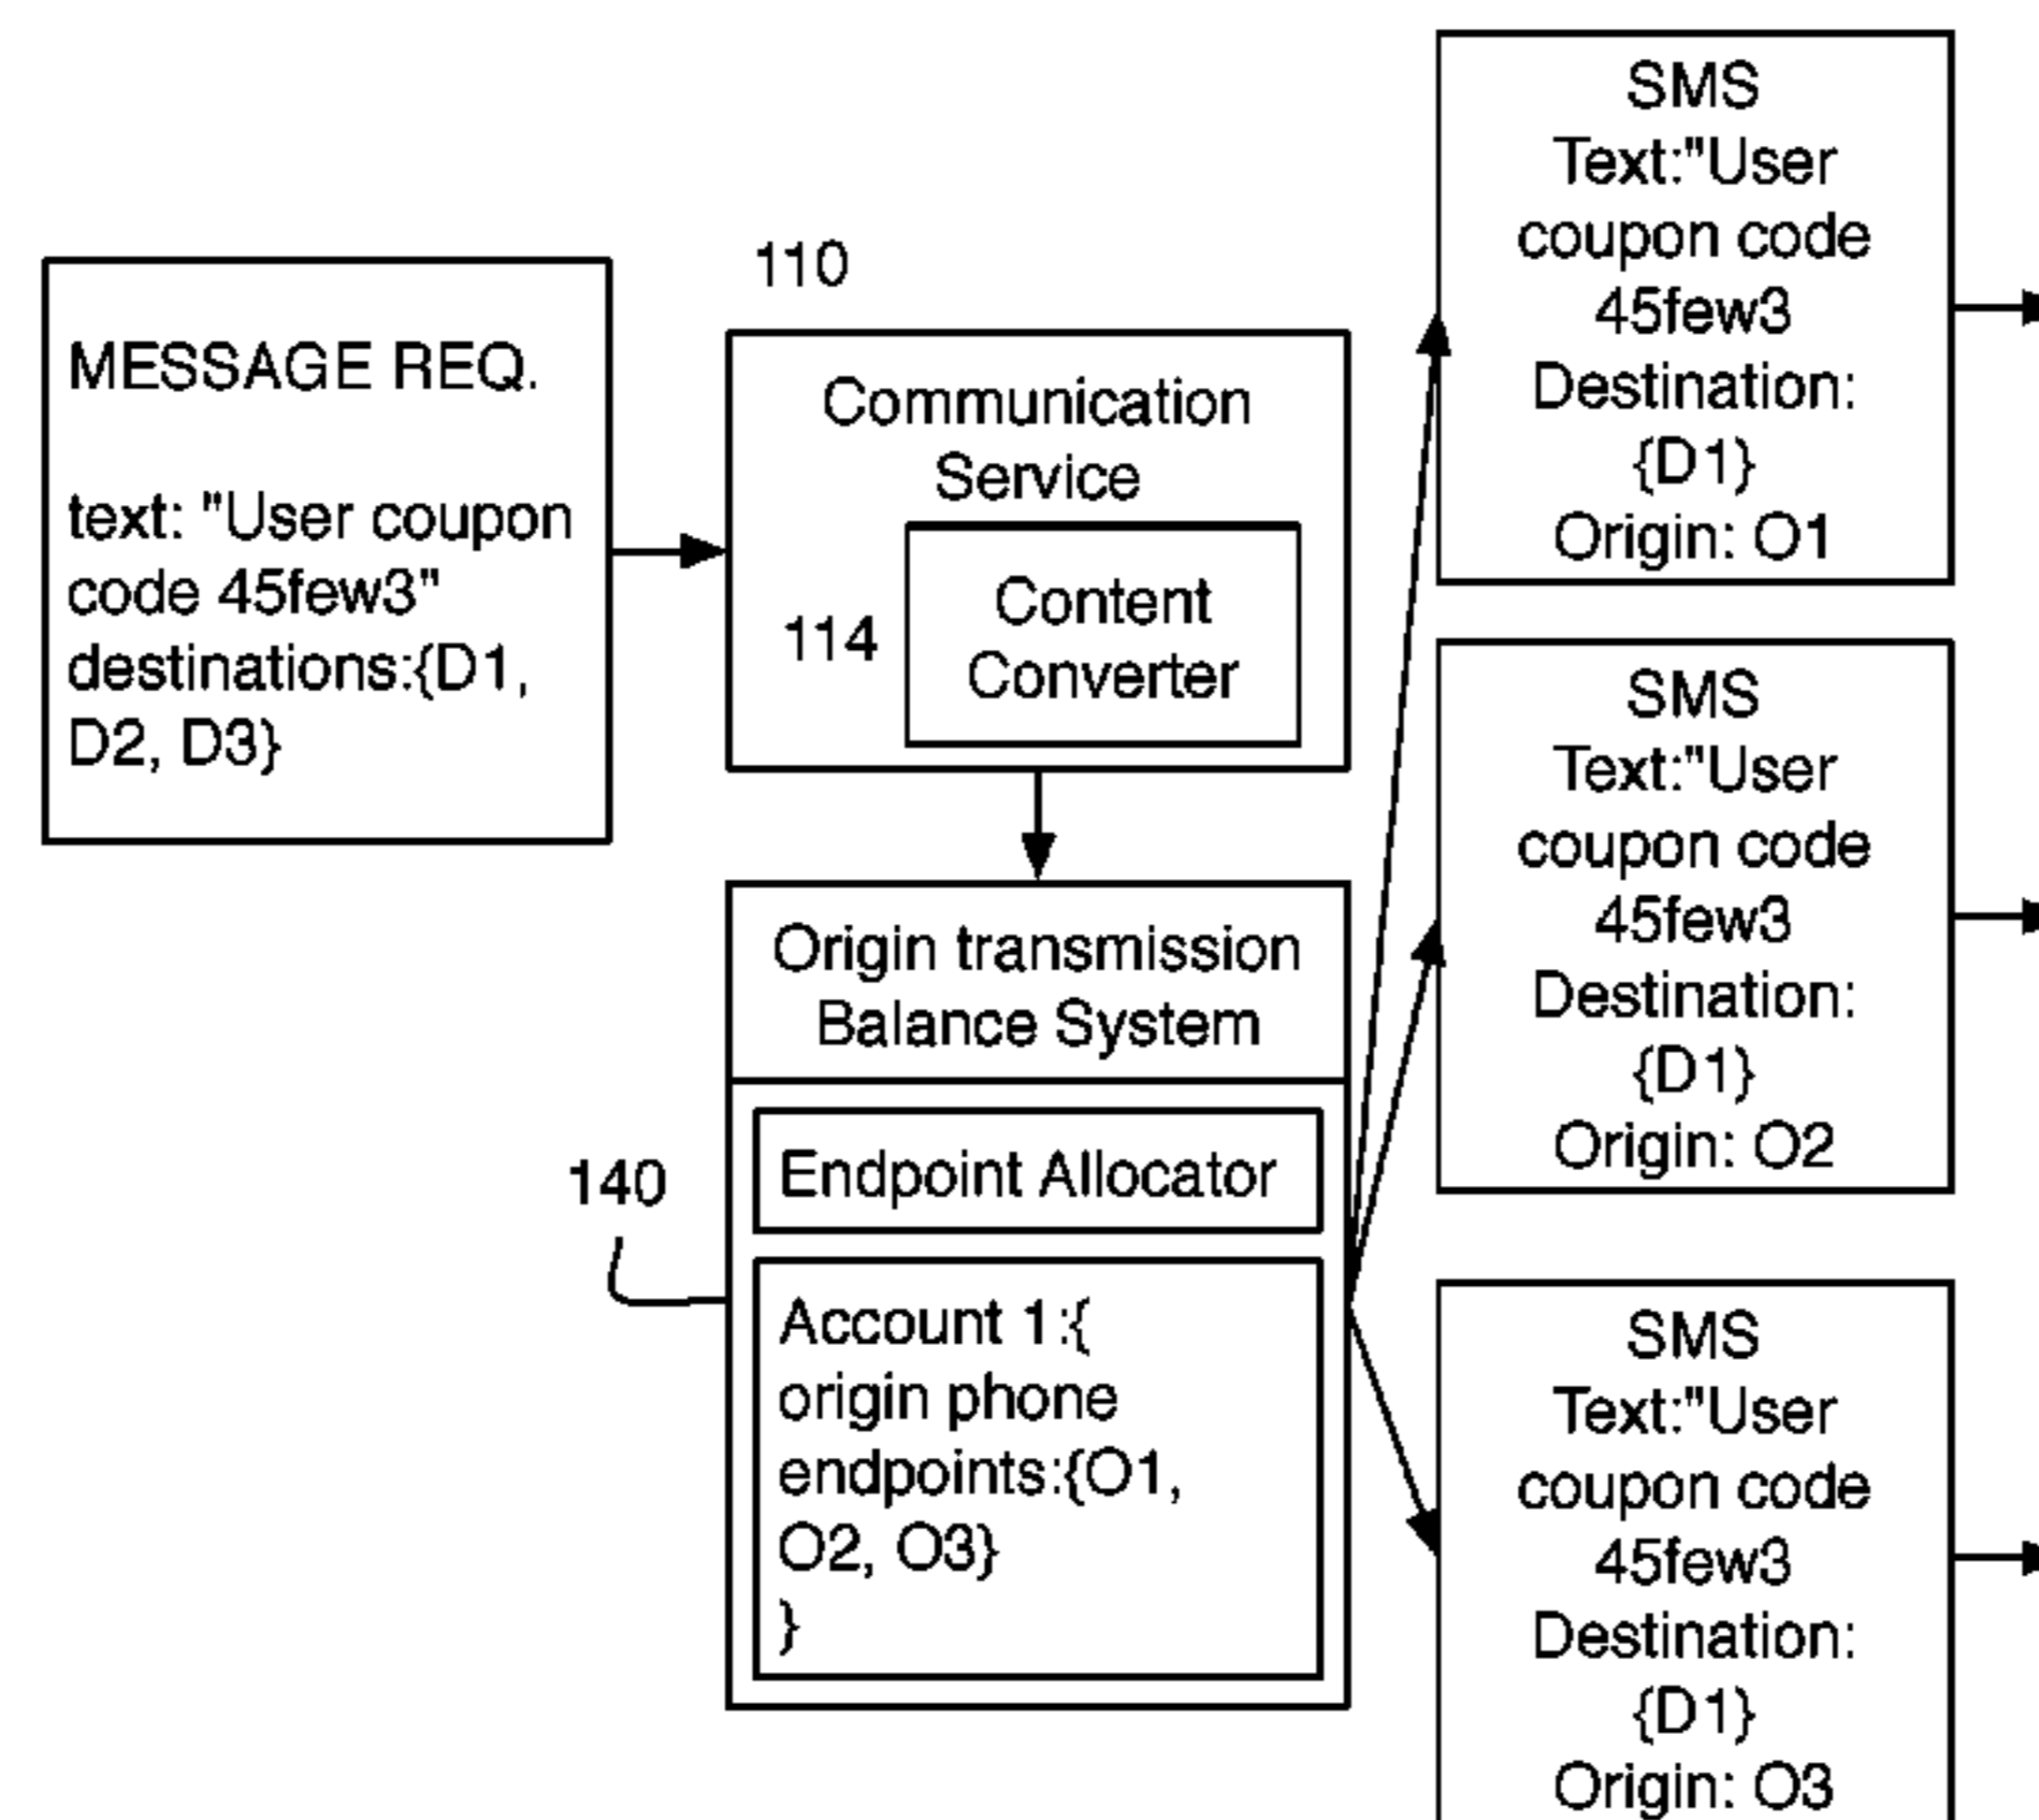 MESSAGE REQ.
text: "User coupon
code 45few3"
destinations:{D1,
D2, D3}
110
Communication
Service
114
Content
Converter
Origin transmission
Balance System
140
Endpoint Allocator
Account 1:{
origin phone
endpoints:{O1,
O2, O3}
}
SMS
Text:"User
coupon code
45few3
Destination:
{D1}
Origin: O1
SMS
Text:"User
coupon code
45few3
Destination:
{D1}
Origin: O2
SMS
Text:"User
coupon code
45few3
Destination:
{D1}
Origin: O3